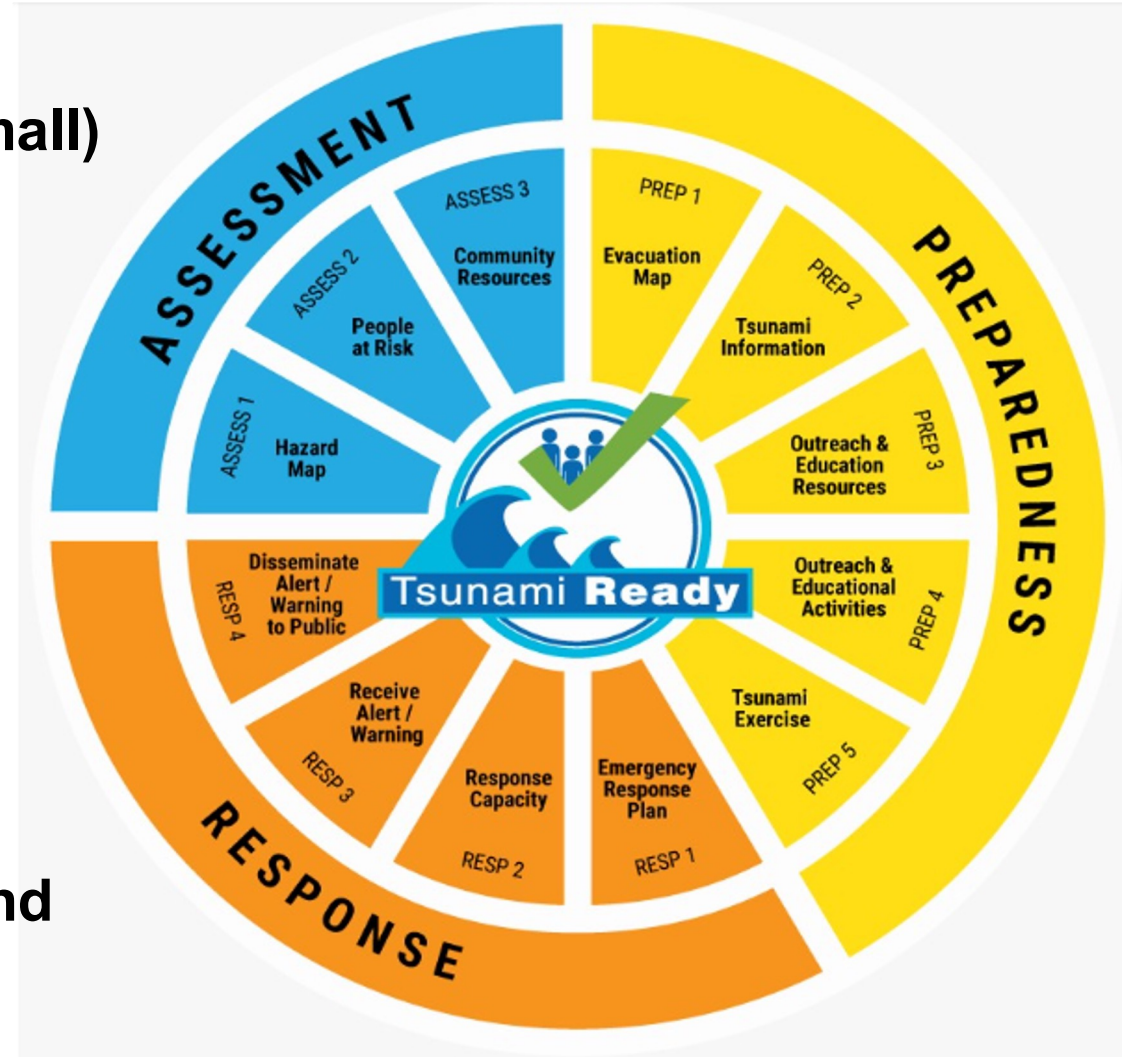 nall)
nd
ASSESSMENT
ASSESS 1
Hazard
Map
ASSESS 2
People
at Risk
ASSESS 3
Community
Resources
PREPAREDNESS
PREP 1
Evacuation
Map
PREP 2
Tsunami
Information
PREP 3
Outreach &
Education
Resources
PREP 4
Outreach &
Educational
Activities
PREP 5
Tsunami
Exercise
RESPONSE
RESP 1
Emergency
Response
Plan
RESP 2
Response
Capacity
RESP 3
Receive
Alert /
Warning
RESP 4
Disseminate
Alert /
Warning
to Public
Tsunami Ready